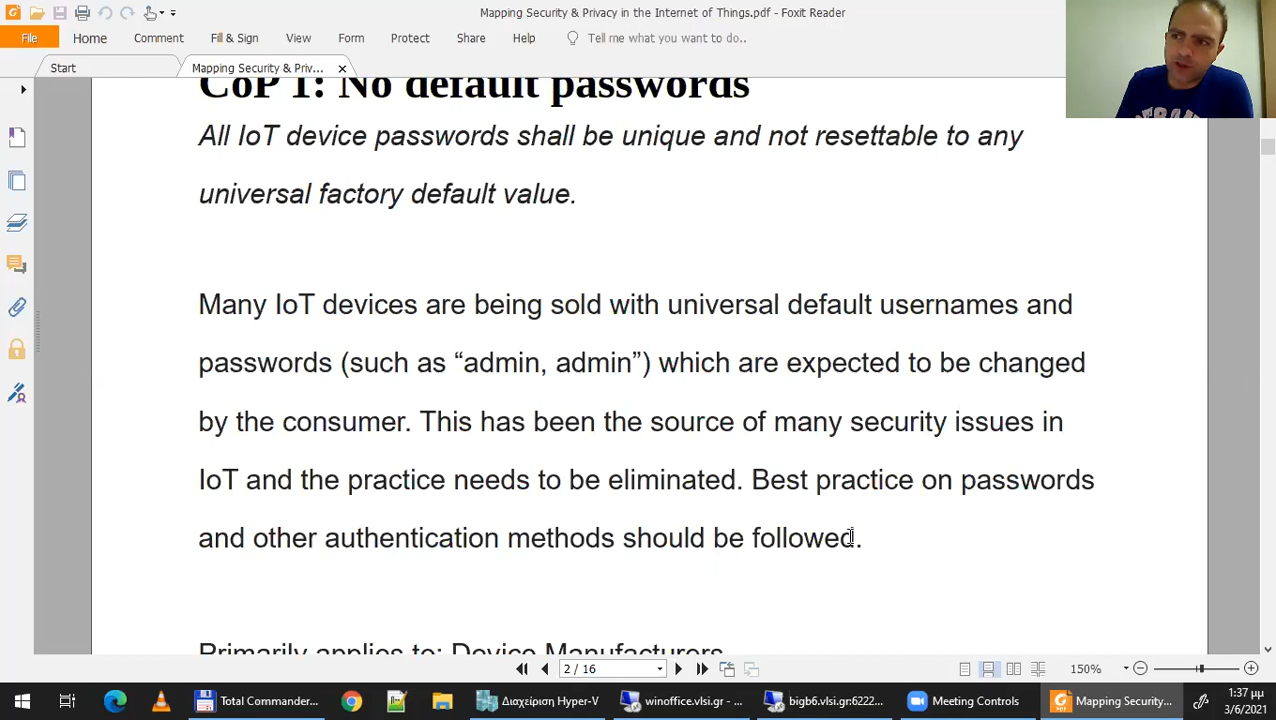 Mapping Security & Privacy in the Internet of Things.pdf - Foxit Reader
File Home Comment Fill & Sign View Form Protect Share Help Tell me what you want to do..
Start Mapping Security & Priv...
CoP 1: No default passwords
All IoT device passwords shall be unique and not resettable to any
universal factory default value.
Many IoT devices are being sold with universal default usernames and
passwords (such as “admin, admin”) which are expected to be changed
by the consumer. This has been the source of many security issues in
IoT and the practice needs to be eliminated. Best practice on passwords
and other authentication methods should be followed.
Primarily applies to: Device Manufacturers
2 / 16 150%
Total Commander... Διαχείριση Hyper-V winoffice.vlsi.gr - ... bigb6.vlsi.gr:6222... Meeting Controls Mapping Security... 1:37 μμ
3/6/2021